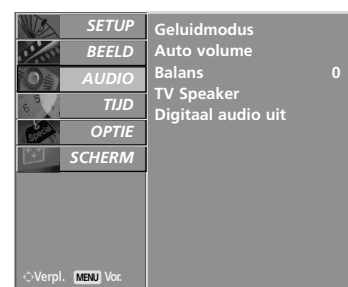 SETUP
BEELD
AUDIO
TIJD
OPTIE
Special
SCHERM
Geluidmodus
Auto volume
Balans 0
TV Speaker
Digitaal audio uit
Verpl. MENU Vor.